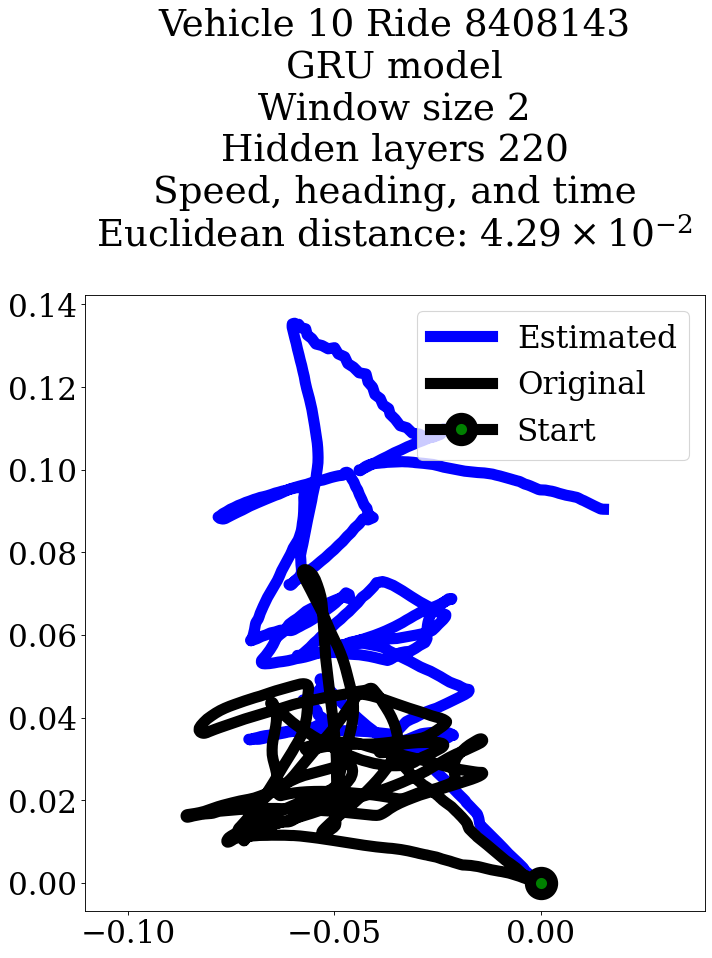 Vehicle 10 Ride 8408143
GRU model
Window size 2
Hidden layers 220
Speed, heading, and time
Euclidean distance: 4.29 × 10⁻²
0.14
0.12
0.10
0.08
0.06
0.04
0.02
0.00
Estimated
Original
Start
−0.10
−0.05
0.00